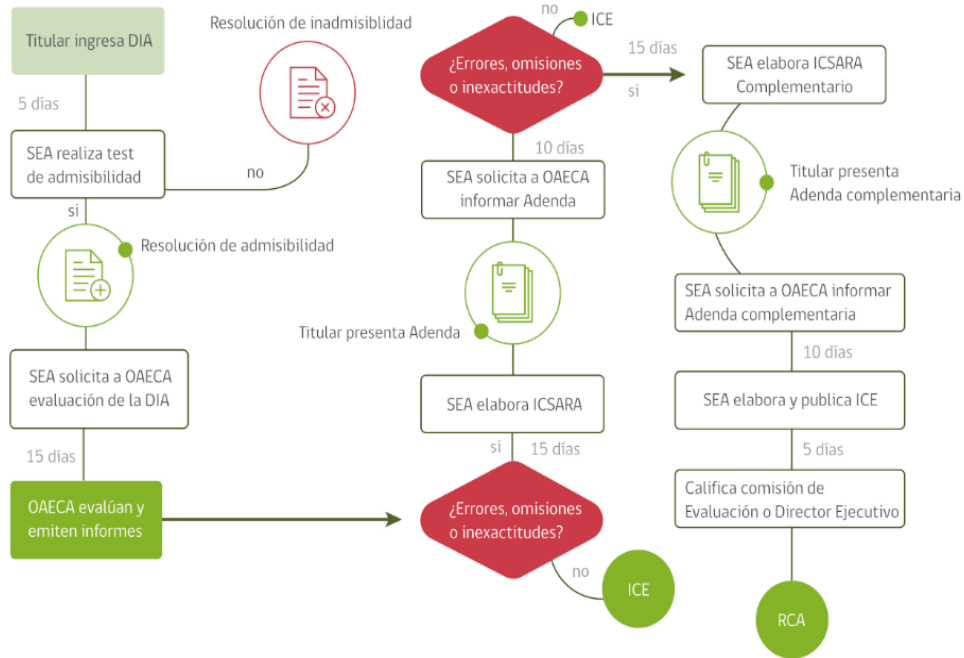 Titular ingresa DIA
5 días
SEA realiza test
de admisibilidad
no
Resolución de inadmisiblidad
si
Resolución de admisibilidad
SEA solicita a OAECA
evaluación de la DIA
15 días
OAECA evalúan y
emiten informes
¿Errores, omisiones
o inexactitudes?
no
ICE
sí
15 días
SEA elabora ICSARA
Titular presenta Adenda
SEA solicita a OAECA
informar Adenda
10 días
¿Errores, omisiones
o inexactitudes?
no
ICE
15 días
si
SEA elabora ICSARA
Complementario
Titular presenta
Adenda complementaria
SEA solicita a OAECA informar
Adenda complementaria
10 días
SEA elabora y publica ICE
5 días
Califica comisión de
Evaluación o Director Ejecutivo
RCA